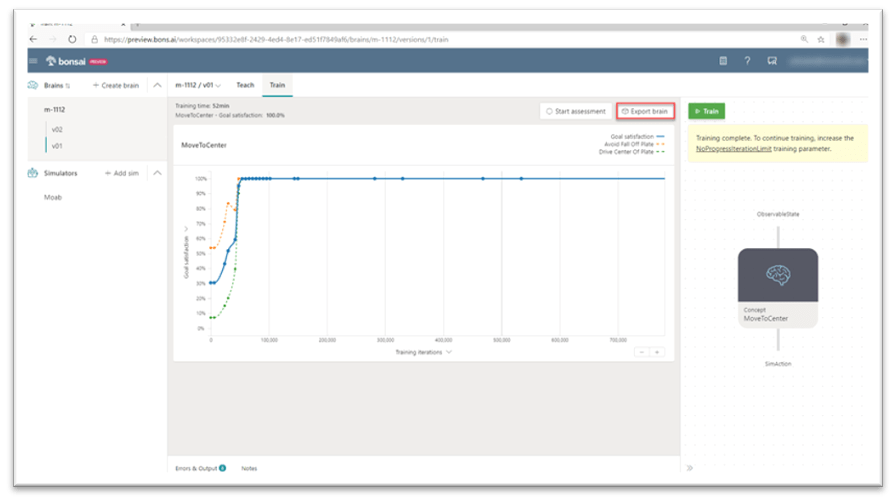 https://preview.bons.ai/workspaces/95332e8f-2429-4ed4-8e17-ed51f7849af6/brains/m-1112/versions/1/train
bonsai PREVIEW
Brains
+ Create brain
m-1112 / v01
Teach
Train
m-1112
v02
v01
Simulators
+ Add sim
Moab
Training time: 52min
MoveToCenter - Goal satisfaction: 100.0%
Start assessment
Export brain
Train
MoveToCenter
Goal satisfaction
Avoid Fall Off Plate
Drive Center Of Plate
Training complete. To continue training, increase the
NoProgressIterationLimit training parameter.
100%
90%
80%
70%
60%
50%
40%
30%
20%
10%
0%
Goal satisfaction
0
100,000
200,000
300,000
400,000
500,000
600,000
700,000
Training iterations
ObservableState
Concept
MoveToCenter
SimAction
Errors & Output
Notes